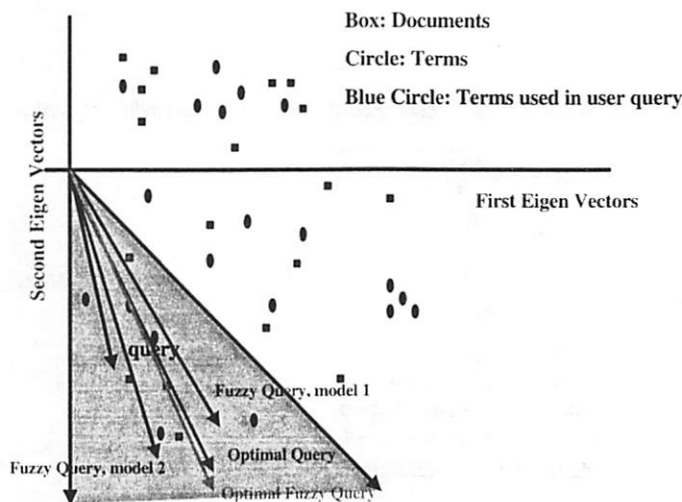 Box: Documents
Circle: Terms
Blue Circle: Terms used in user query
Second Eigen Vectors
First Eigen Vectors
query
Fuzzy Query, model 1
Optimal Query
Fuzzy Query, model 2
Optimal Fuzzy Query